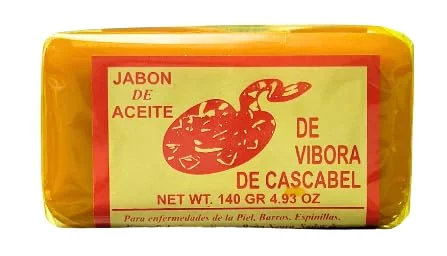 JABON
DE
ACEITE
DE
VIBORA
DE CASCABEL
NET WT. 140 GR 4.93 OZ
Para enfermedades de la Piel, Barros, Espinillas,